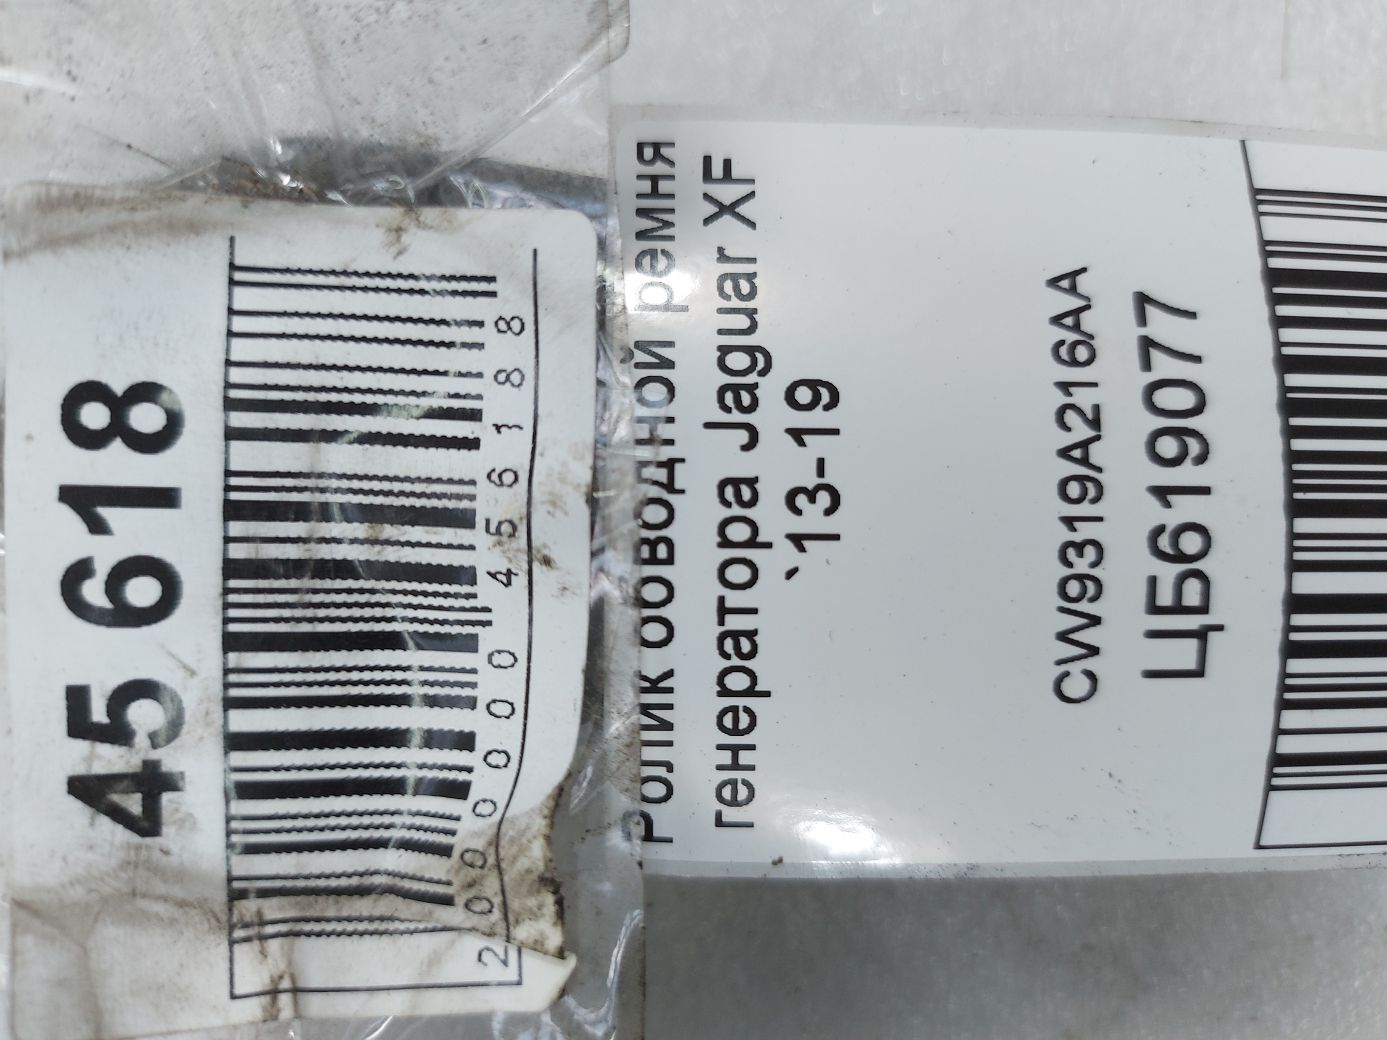 45 618
2000000456188
Ролик обводной ремня
генератора Jaguar XF
`13-19
CW9319A216AA
ЦБ619077